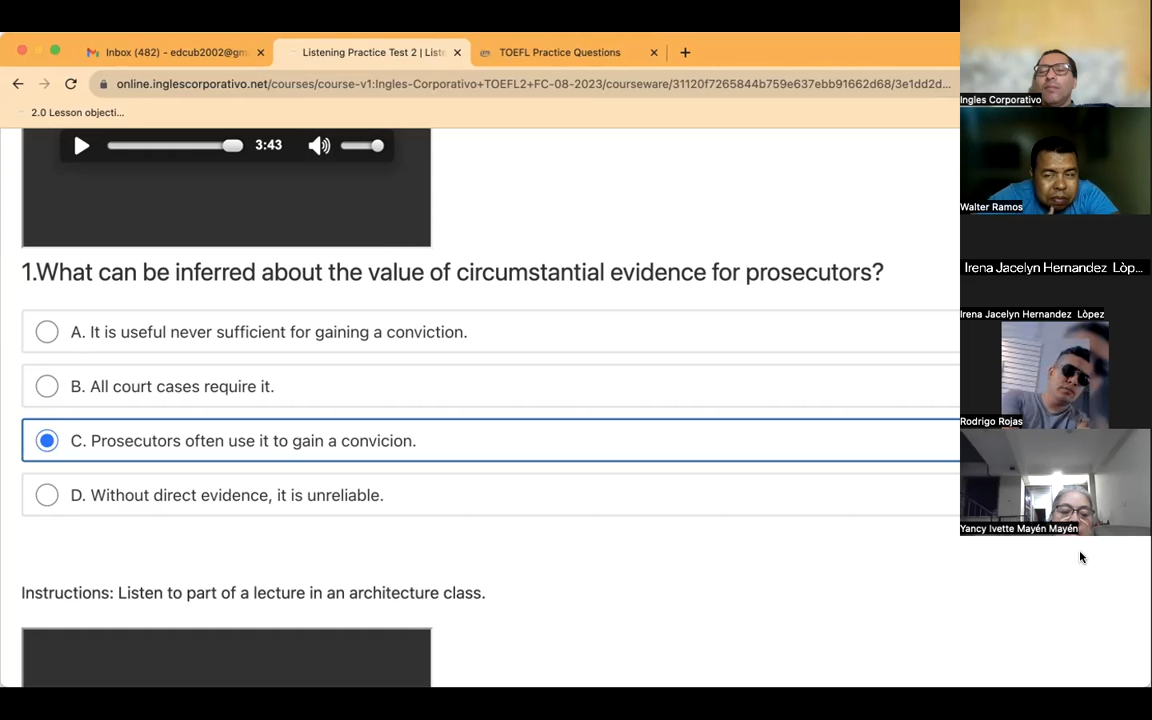 Inbox (482) - edcub2002@gm
Listening Practice Test 2 | List
TOEFL Practice Questions
online.inglescorporativo.net/courses/course-v1:Ingles-Corporativo+TOEFL2+FC-08-2023/courseware/31120f7265844b759e637ebb91662d68/3e1dd2d...
2.0 Lesson objecti...
3:43
1.What can be inferred about the value of circumstantial evidence for prosecutors?
A. It is useful never sufficient for gaining a conviction.
B. All court cases require it.
C. Prosecutors often use it to gain a convicion.
D. Without direct evidence, it is unreliable.
Instructions: Listen to part of a lecture in an architecture class.
Ingles Corporativo
Walter Ramos
Irena Jacelyn Hernandez Lòp...
Irena Jacelyn Hernandez Lòpez
Rodrigo Rojas
Yancy Ivette Mayén Mayén